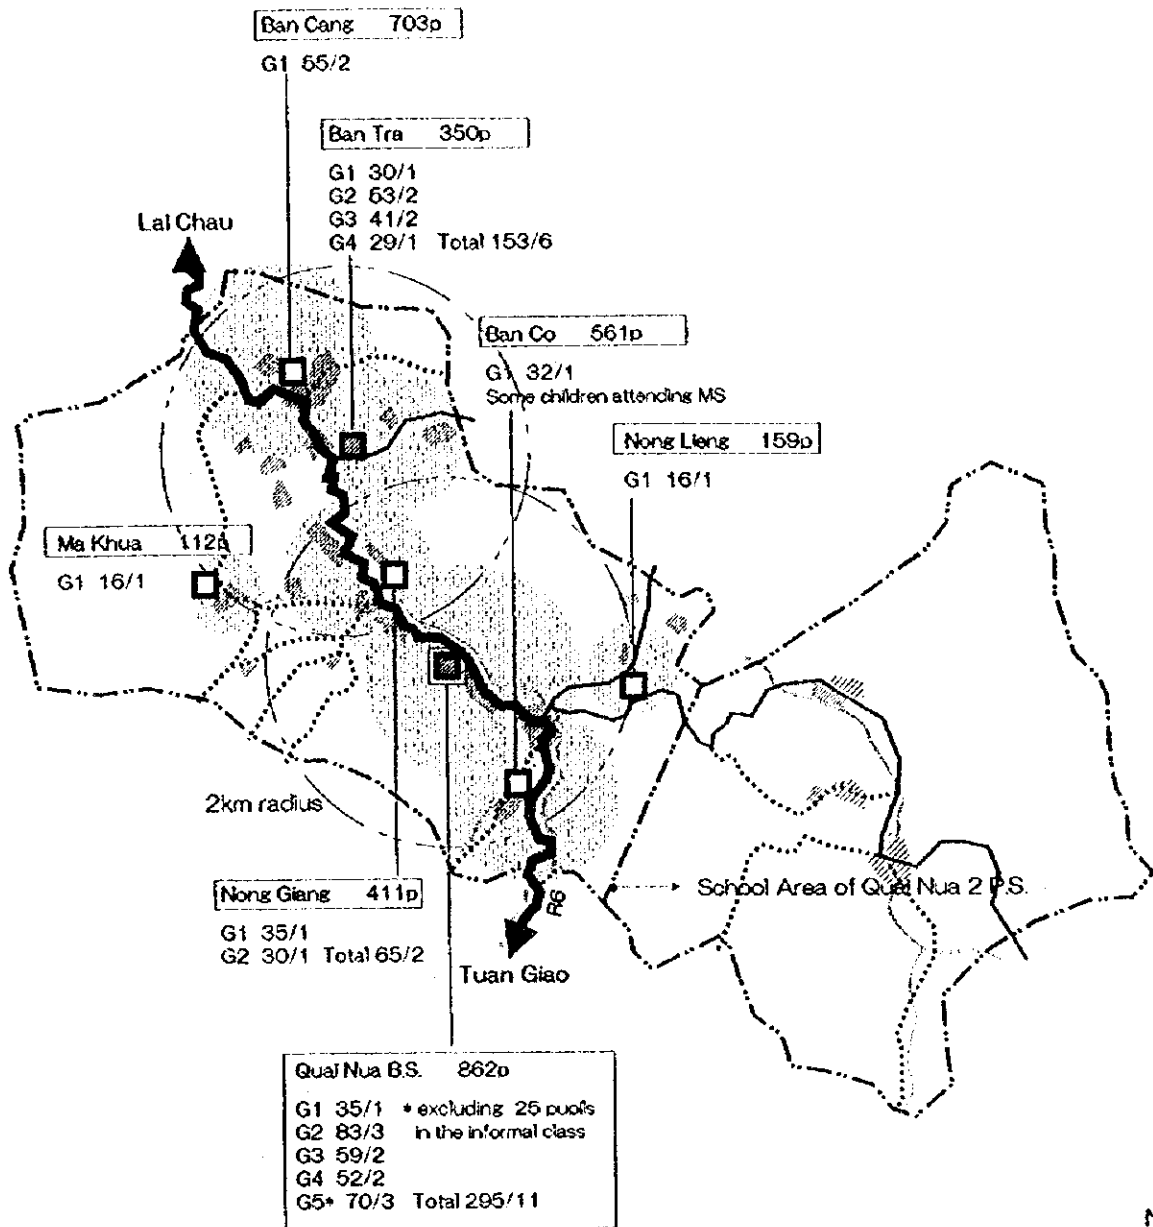 Ban Cang 703p
G1 55/2
Ban Tra 350p
G1 30/1
G2 53/2
G3 41/2
G4 29/1 Total 153/6
Lai Chau
Ban Co 561p
G1 32/1
Some children attending MS
Nong Lieng 159p
G1 16/1
Ma Khua 112p
G1 16/1
2km radius
Nong Giang 411p
G1 35/1
G2 30/1 Total 65/2
R6
Tuan Giao
School Area of Quai Nua 2 P.S.
Quai Nua B.S. 862p
G1 35/1 * excluding 25 pupils
G2 83/3 in the informal class
G3 59/2
G4 52/2
G5* 70/3 Total 295/11